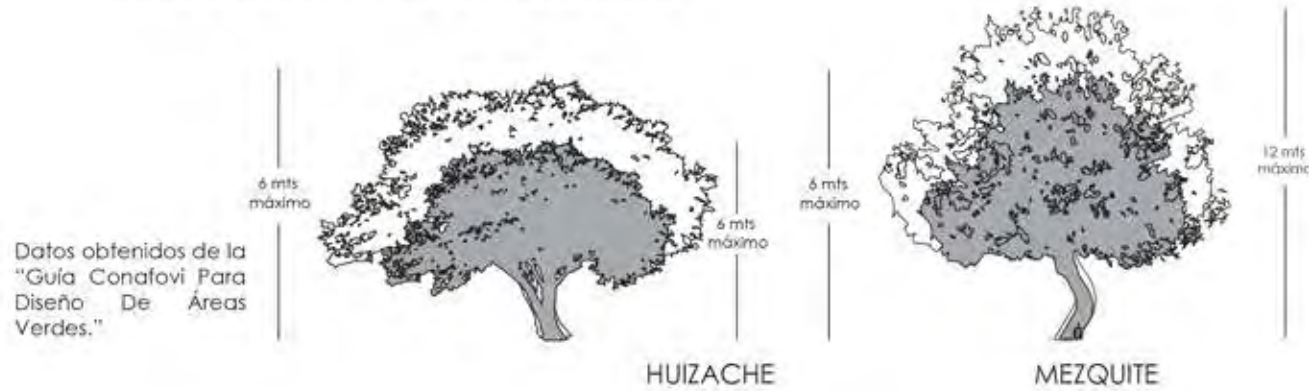 6 mts
máximo
6 mts
máximo
6 mts
máximo
12 mts
máximo
Datos obtenidos de la
“Guía Conafovi Para
Diseño De Áreas
Verdes.”
HUIZACHE
MEZQUITE